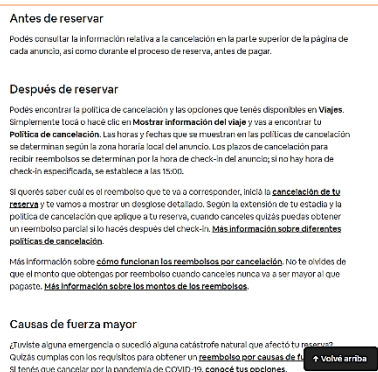 Antes de reservar
Podés consultar la información relativa a la cancelación en la parte superior de la página de
cada anuncio, así como durante el proceso de reserva, antes de pagar.
Después de reservar
Podés encontrar la política de cancelación y las opciones que tenés disponibles en Viajes.
Simplemente tocá o hacé clic en Mostrar información del viaje y vas a encontrar tu
Política de cancelación. Las horas y fechas que se muestran en las políticas de cancelación
se determinan según la zona horaria local del anuncio. Los plazos de cancelación para
recibir reembolsos se determinan por la hora de check-in del anuncio; si no hay hora de
check-in especificada, se establece a las 15:00.
Si querés saber cuál es el reembolso que te va a corresponder, iniciá la cancelación de tu
reserva y te vamos a mostrar un desglose detallado. Según la extensión de tu estadía y la
política de cancelación que aplique a tu reserva, cuando canceles quizás puedas obtener
un reembolso parcial si lo hacés después del check-in. Más información sobre diferentes
políticas de cancelación.
Más información sobre cómo funcionan los reembolsos por cancelación. No te olvides de
que el monto que obtengas por reembolso cuando canceles nunca va a ser mayor al que
pagaste. Más información sobre los montos de los reembolsos.
Causas de fuerza mayor
¿Tuviste alguna emergencia o sucedió alguna catástrofe natural que afectó tu reserva?
Quizás cumplas con los requisitos para obtener un reembolso por causas de
Si tenés que cancelar por la pandemia de COVID-19, conocé tus opciones.
↑ Volvé arriba